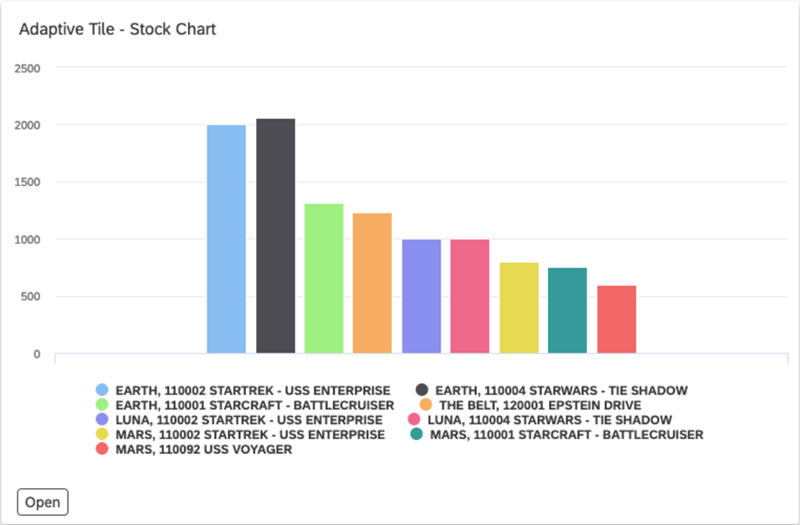 Adaptive Tile - Stock Chart
2500
2000
1500
1000
500
0
EARTH, 110002 STARTREK - USS ENTERPRISE
EARTH, 110004 STARWARS - TIE SHADOW
EARTH, 110001 STARCRAFT - BATTLECRUISER
THE BELT, 120001 EPSTEIN DRIVE
LUNA, 110002 STARTREK - USS ENTERPRISE
LUNA, 110004 STARWARS - TIE SHADOW
MARS, 110002 STARTREK - USS ENTERPRISE
MARS, 110001 STARCRAFT - BATTLECRUISER
MARS, 110092 USS VOYAGER
Open